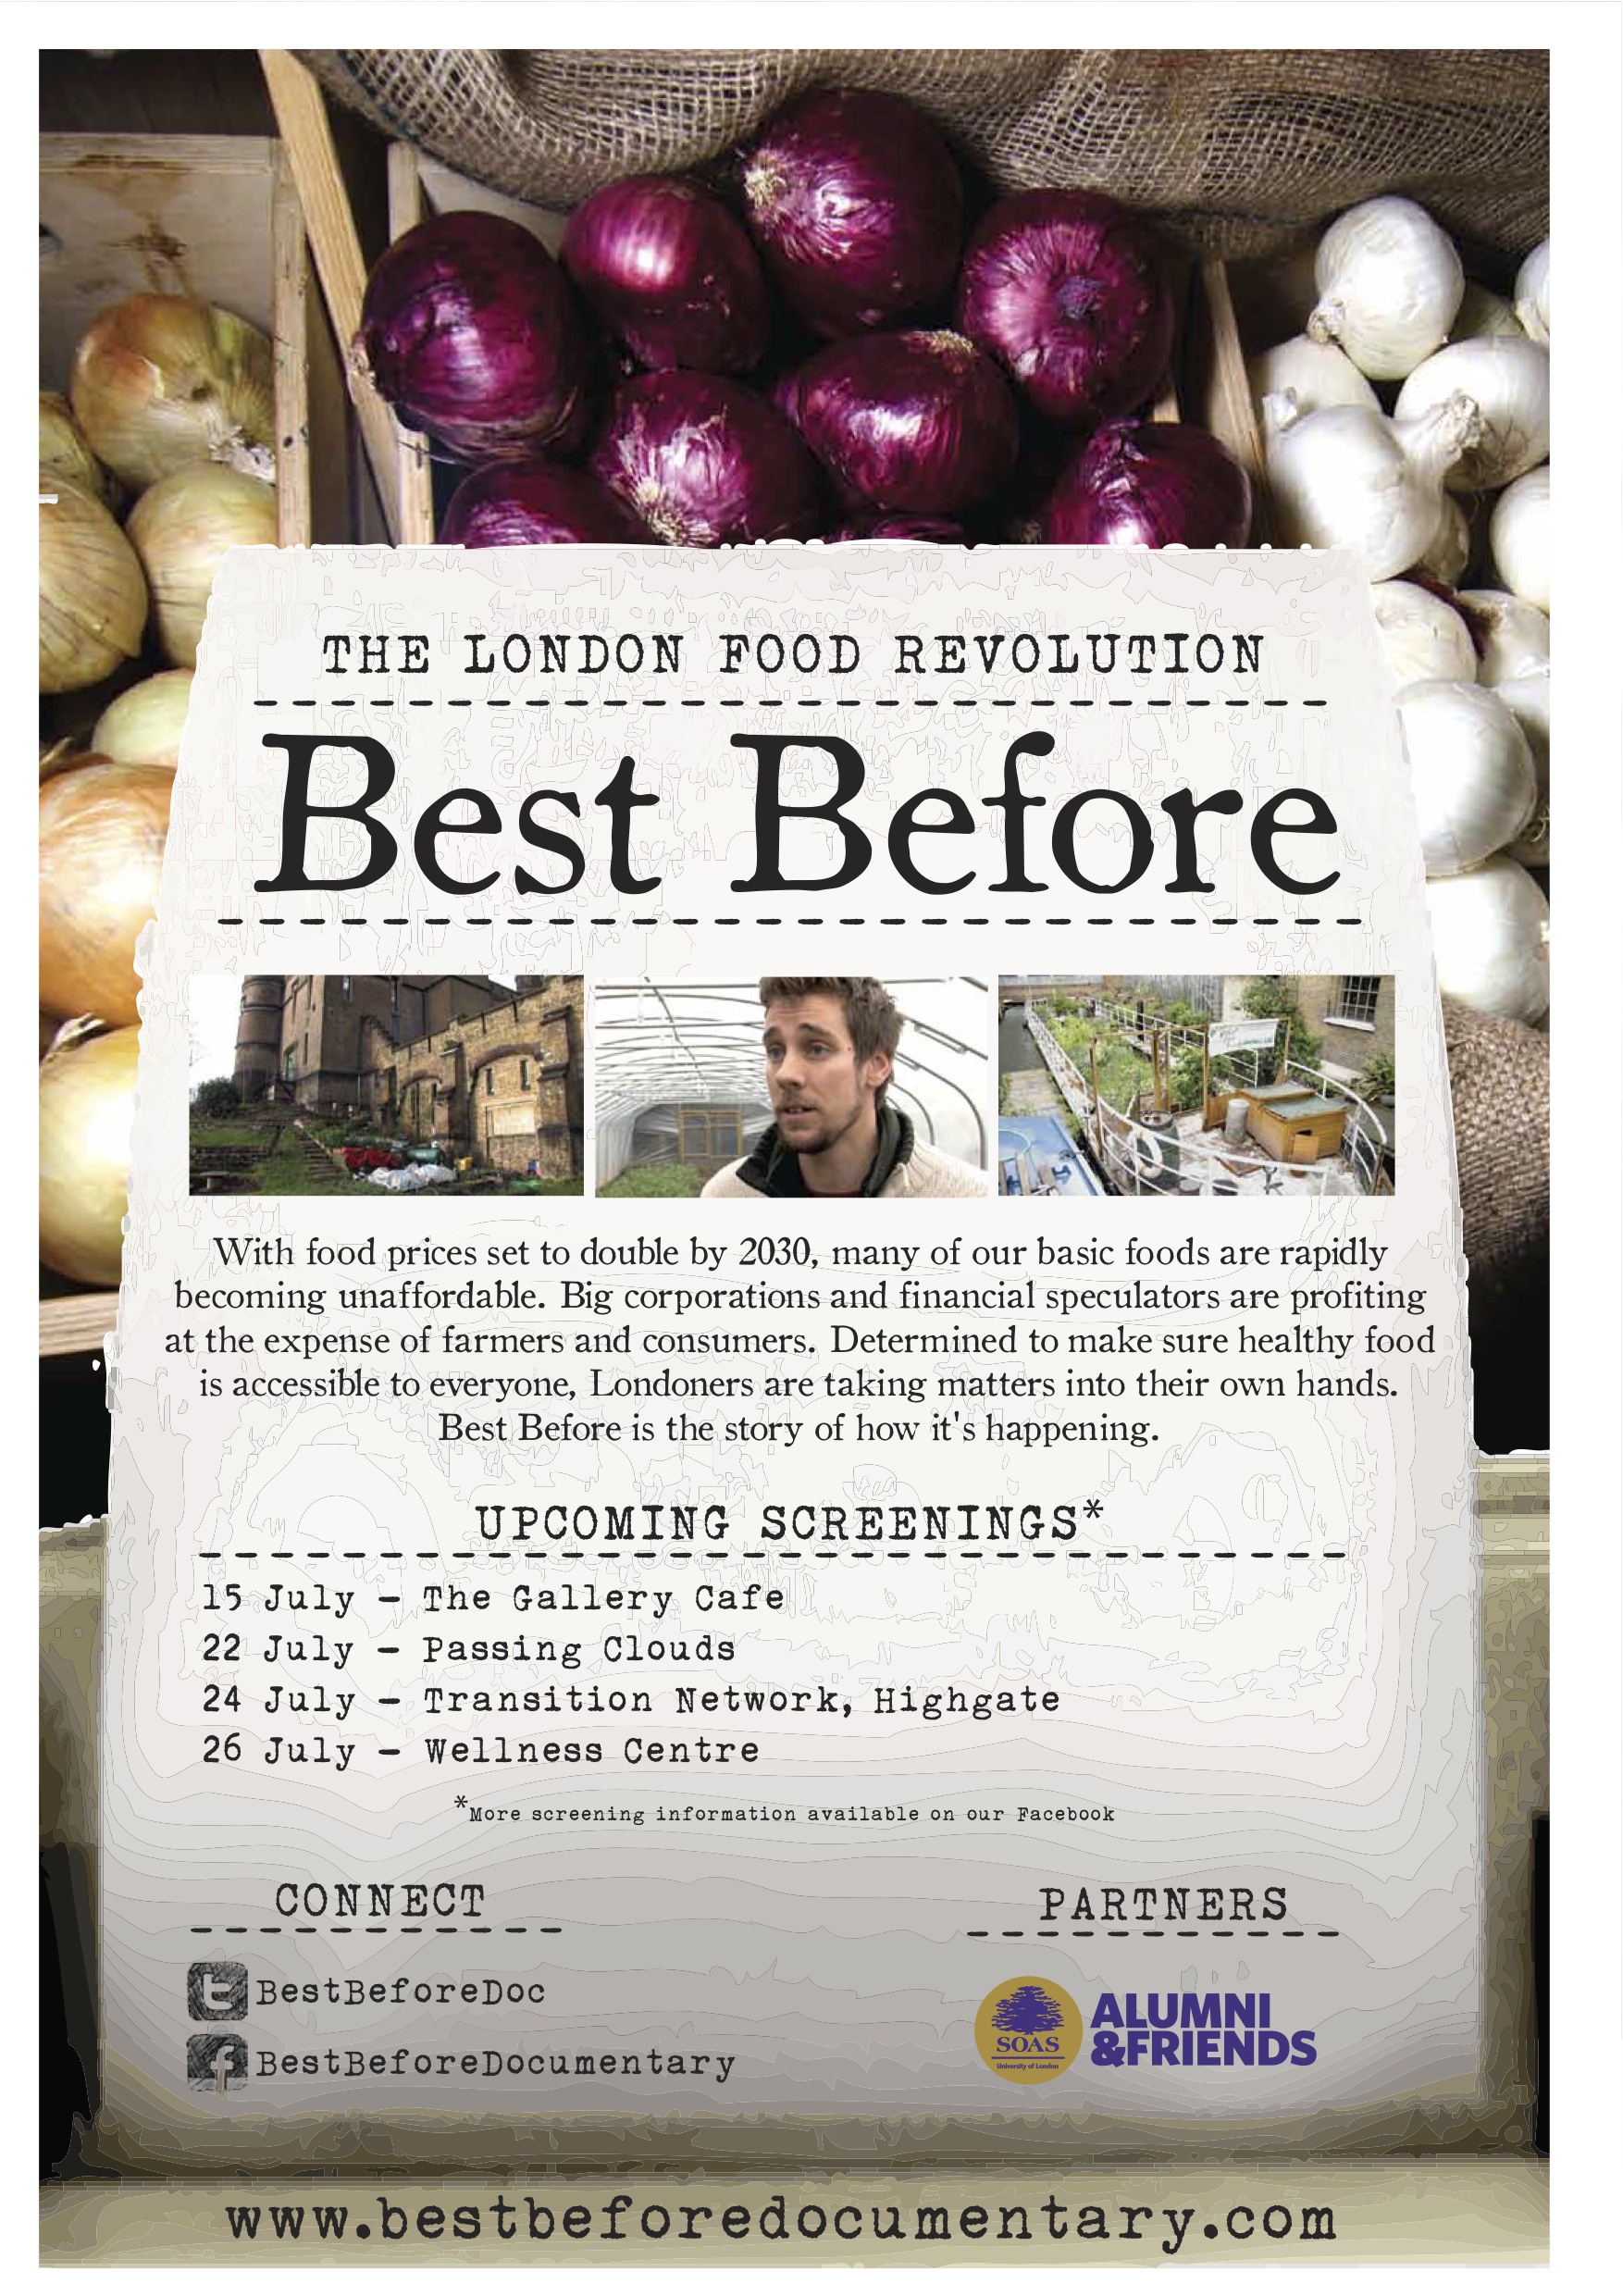 THE LONDON FOOD REVOLUTION
Best Before
With food prices set to double by 2030, many of our basic foods are rapidly
becoming unaffordable. Big corporations and financial speculators are profiting
at the expense of farmers and consumers. Determined to make sure healthy food
is accessible to everyone, Londoners are taking matters into their own hands.
Best Before is the story of how it's happening.
UPCOMING SCREENINGS*
15 July – The Gallery Cafe
22 July – Passing Clouds
24 July – Transition Network, Highgate
26 July – Wellness Centre
*More screening information available on our Facebook
CONNECT
BestBeforeDoc
BestBeforeDocumentary
PARTNERS
SOAS
University of London
ALUMNI
&FRIENDS
www.bestbeforedocumentary.com